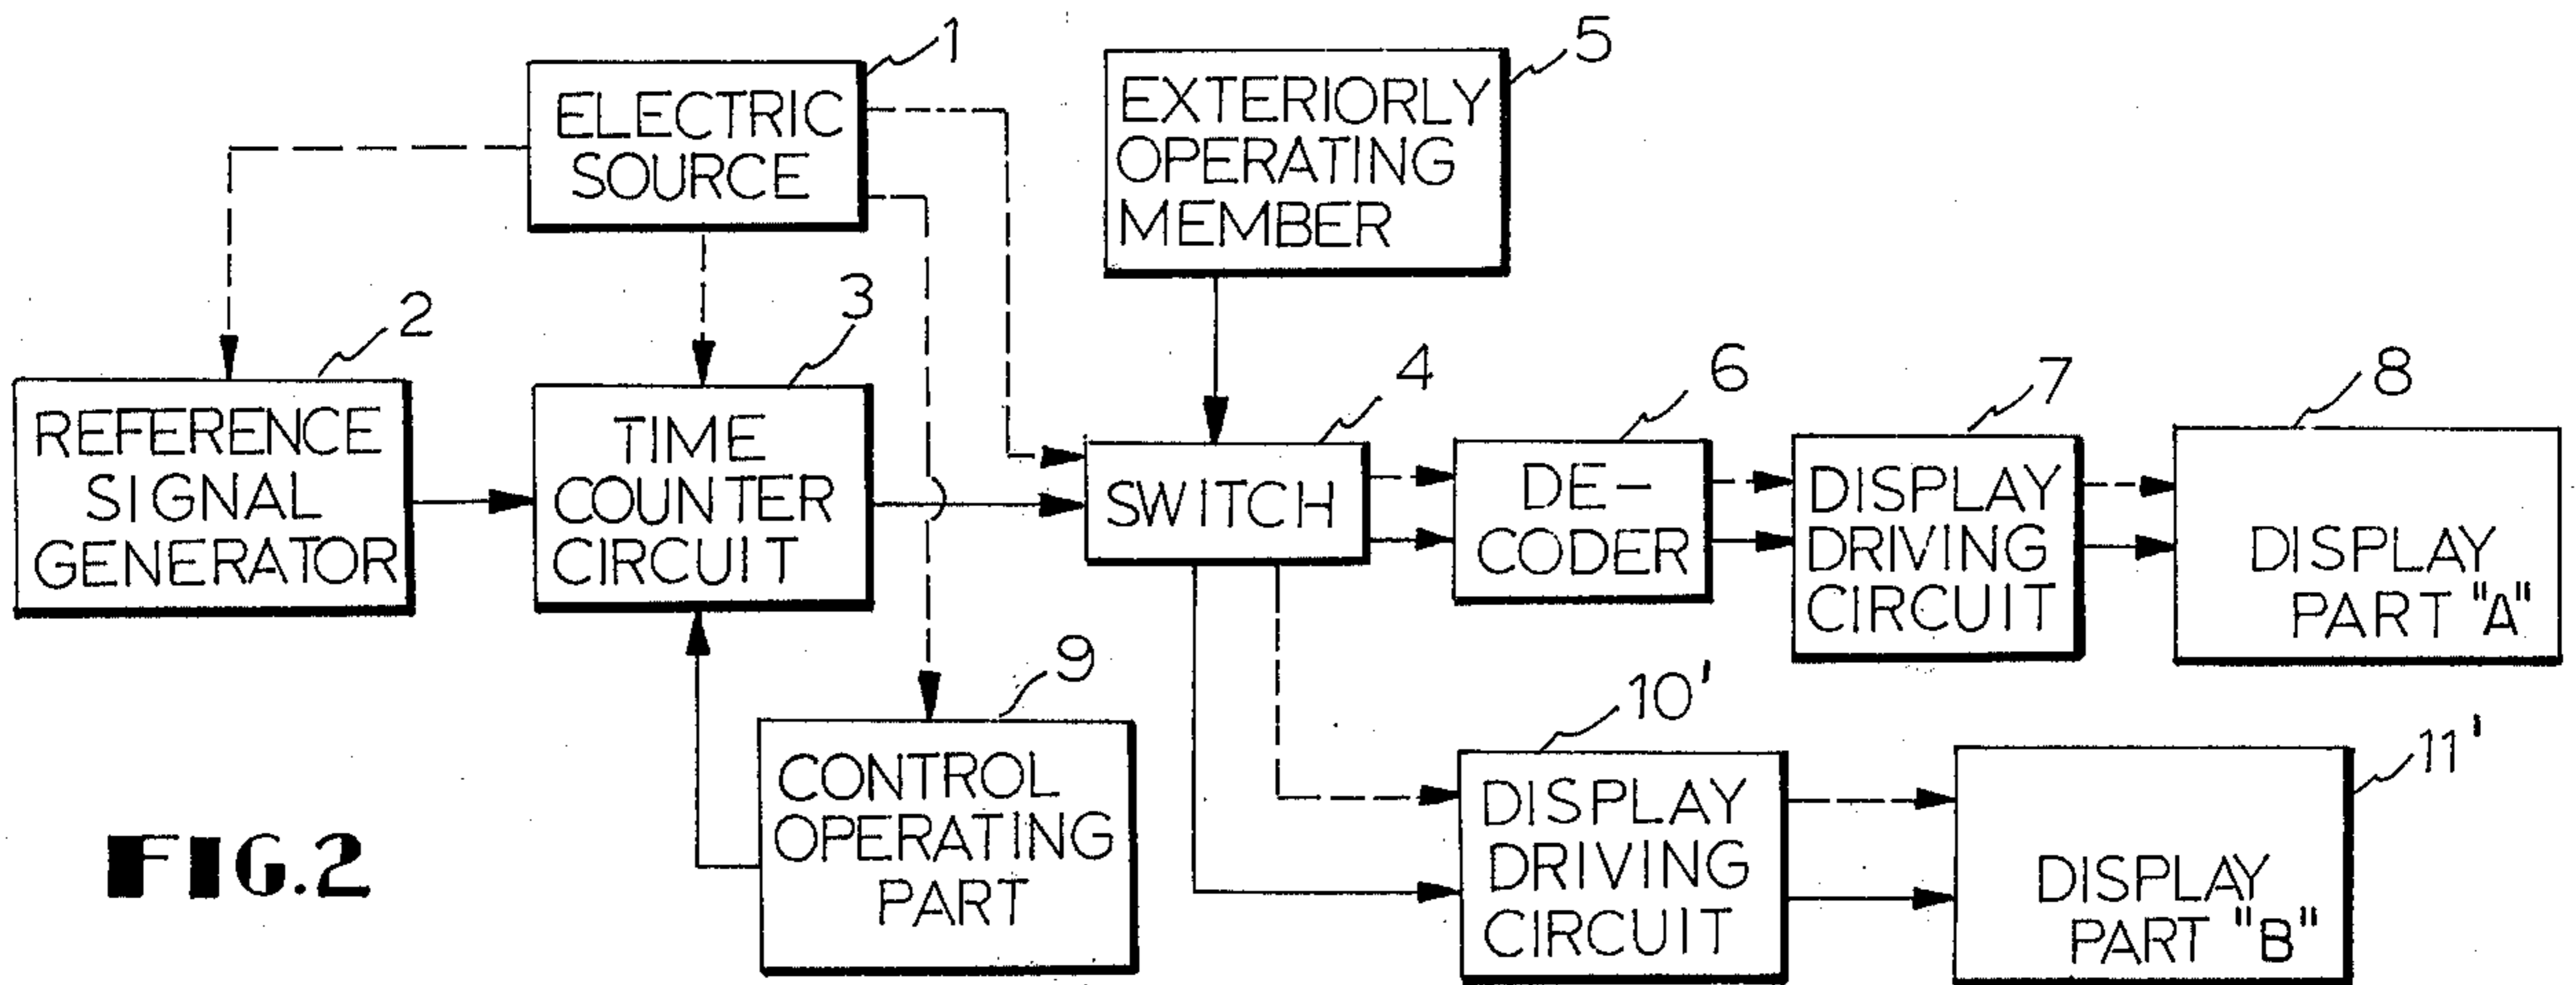 1
ELECTRIC
SOURCE
5
EXTERIORLY
OPERATING
MEMBER
2
REFERENCE
SIGNAL
GENERATOR
3
TIME
COUNTER
CIRCUIT
4
SWITCH
6
DE-
CODER
7
DISPLAY
DRIVING
CIRCUIT
8
DISPLAY
PART "A"
9
CONTROL
OPERATING
PART
10'
DISPLAY
DRIVING
CIRCUIT
11'
DISPLAY
PART "B"
FIG.2